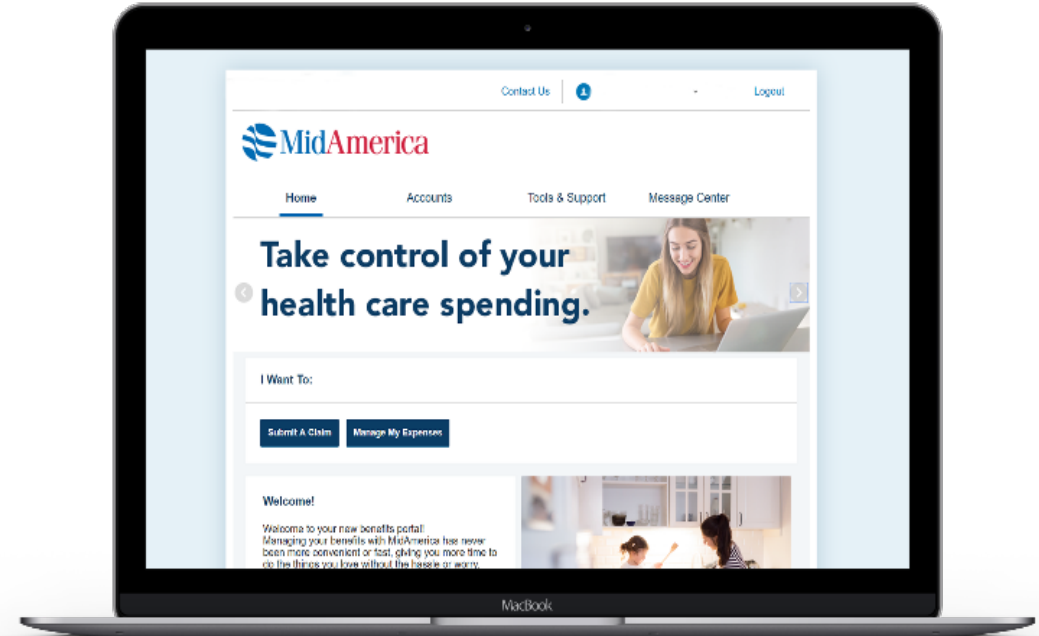 Contact Us
Logout
MidAmerica
Home Accounts Tools & Support Message Center
Take control of your
health care spending.
I Want To:
Submit A Claim Manage My Expenses
Welcome!
Welcome to your new benefits portal!
Managing your benefits with MidAmerica has never
been more convenient or fast, giving you more time to
do the things you love without the hassle or worry.
MacBook